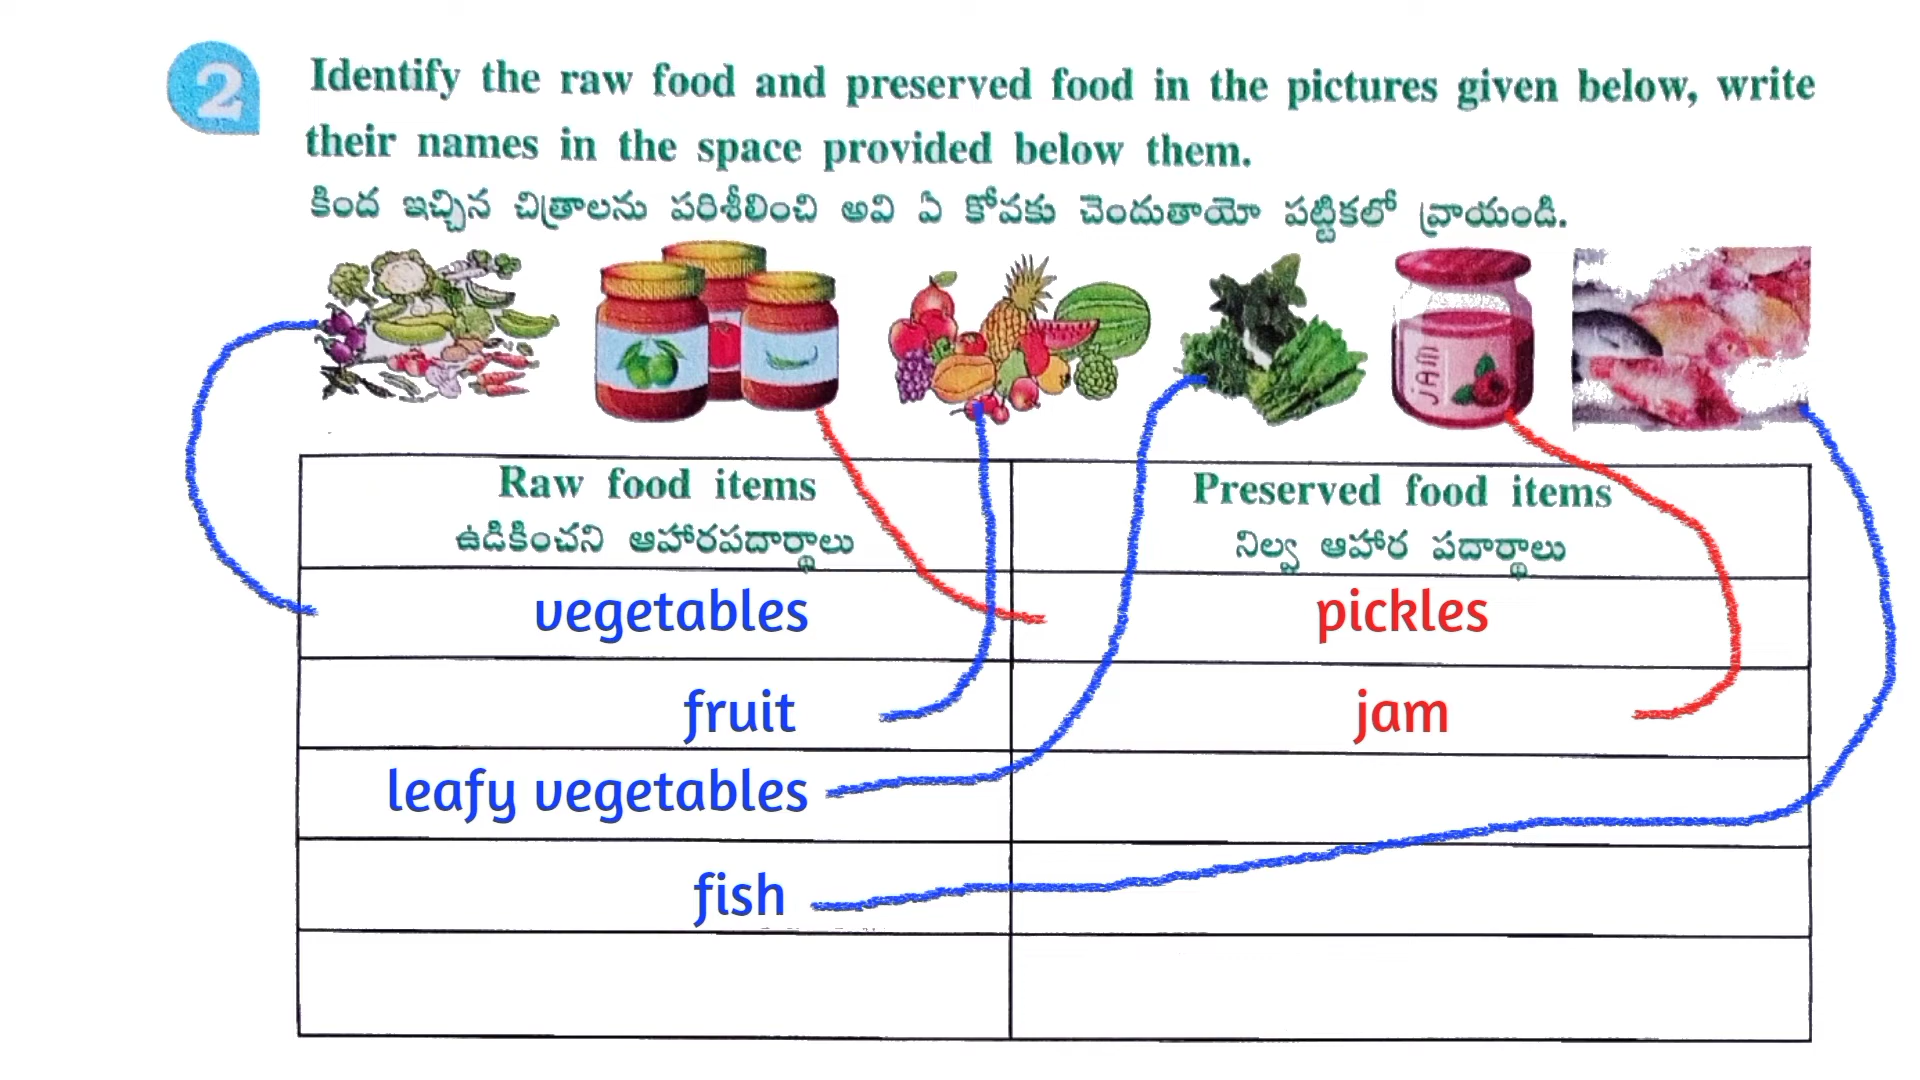 2
Identify the raw food and preserved food in the pictures given below, write
their names in the space provided below them.
కింద ఇచ్చిన చిత్రాలను పరిశీలించి అవి ఏ కోవకు చెందుతాయో పట్టికలో వ్రాయండి.
JAM
Raw food items
ఉడికించని ఆహారపదార్థాలు
Preserved food items
నిల్వ ఆహార పదార్థాలు
vegetables
pickles
fruit
jam
leafy vegetables
fish